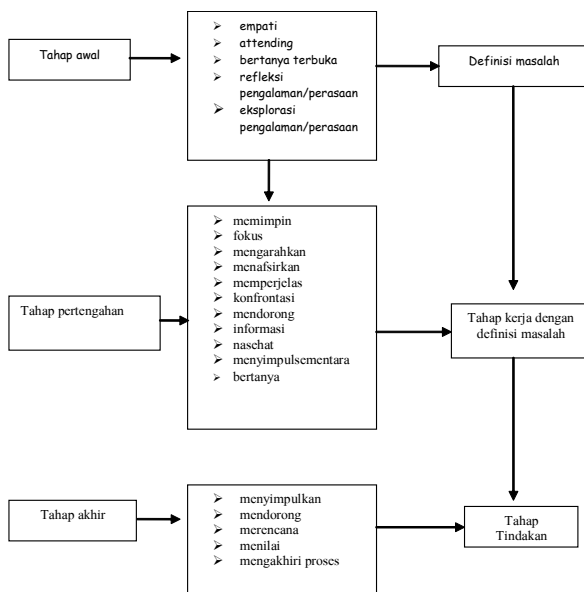 Tahap awal
empati
attending
bertanya terbuka
refleksi
pengalaman/perasaan
eksplorasi
pengalaman/perasaan
Definisi masalah
Tahap pertengahan
memimpin
fokus
mengarahkan
menafsirkan
memperjelas
konfrontasi
mendorong
informasi
nasehat
menyimpulsementara
bertanya
Tahap kerja dengan
definisi masalah
Tahap akhir
menyimpulkan
mendorong
merencana
menilai
mengakhiri proses
Tahap
Tindakan